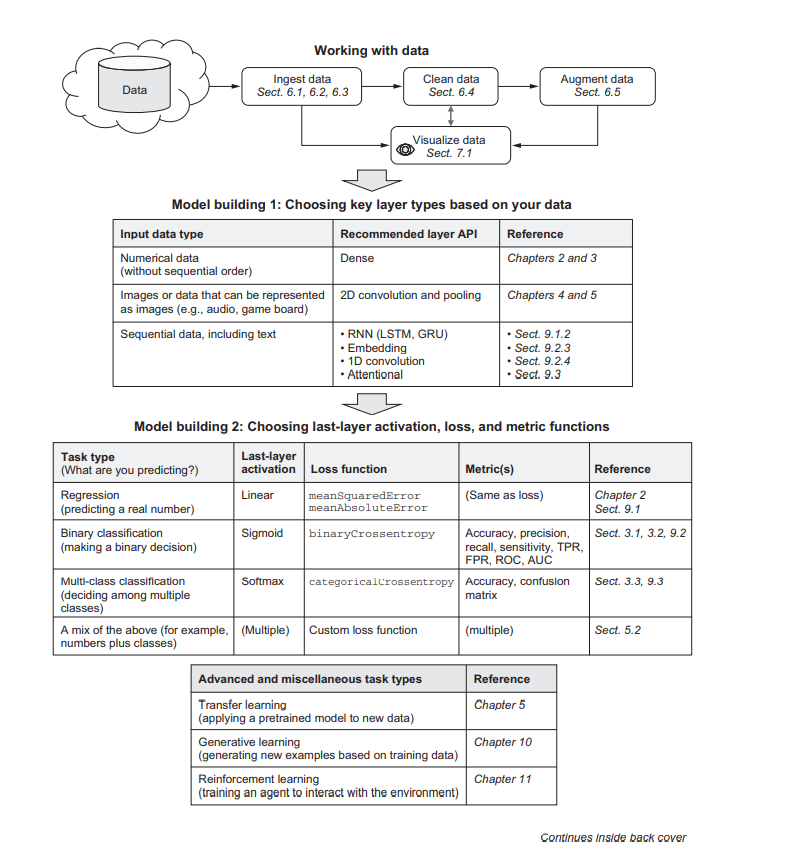 Working with data
Data
Ingest data
Sect. 6.1, 6.2, 6.3
Clean data
Sect. 6.4
Augment data
Sect. 6.5
Visualize data
Sect. 7.1
Model building 1: Choosing key layer types based on your data
Input data type Recommended layer API Reference
Numerical data Dense Chapters 2 and 3
(without sequential order)
Images or data that can be represented 2D convolution and pooling Chapters 4 and 5
as images (e.g., audio, game board)
Sequential data, including text • RNN (LSTM, GRU) • Sect. 9.1.2
• Embedding • Sect. 9.2.3
• 1D convolution • Sect. 9.2.4
• Attentional • Sect. 9.3
Model building 2: Choosing last-layer activation, loss, and metric functions
Task type Last-layer
(What are you predicting?) activation Loss function Metric(s) Reference
Regression Linear meanSquaredError (Same as loss) Chapter 2
(predicting a real number) meanAbsoluteError Sect. 9.1
Binary classification Sigmoid binaryCrossentropy Accuracy, precision, Sect. 3.1, 3.2, 9.2
(making a binary decision) recall, sensitivity, TPR,
FPR, ROC, AUC
Multi-class classification Softmax categoricalCrossentropy Accuracy, confusion Sect. 3.3, 9.3
(deciding among multiple matrix
classes)
A mix of the above (for example, (Multiple) Custom loss function (multiple) Sect. 5.2
numbers plus classes)
Advanced and miscellaneous task types Reference
Transfer learning Chapter 5
(applying a pretrained model to new data)
Generative learning Chapter 10
(generating new examples based on training data)
Reinforcement learning Chapter 11
(training an agent to interact with the environment)
Continues inside back cover